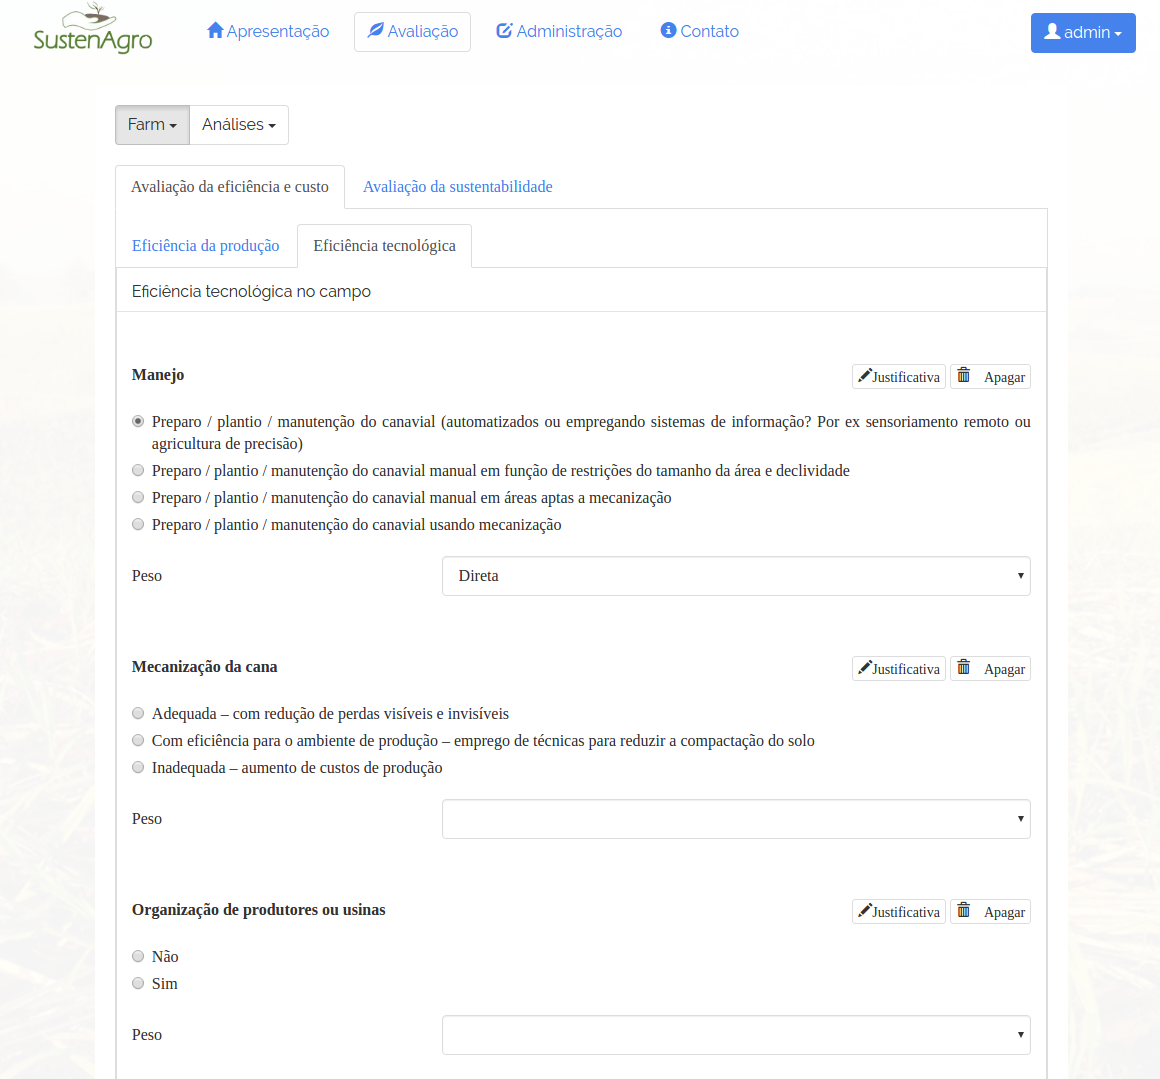 SustenAgro
Apresentação Avaliação Administração Contato admin
Farm Análises
Avaliação da eficiência e custo Avaliação da sustentabilidade
Eficiência da produção Eficiência tecnológica
Eficiência tecnológica no campo
Manejo Justificativa Apagar
Preparo / plantio / manutenção do canavial (automatizados ou empregando sistemas de informação? Por ex sensoriamento remoto ou
agricultura de precisão)
Preparo / plantio / manutenção do canavial manual em função de restrições do tamanho da área e declividade
Preparo / plantio / manutenção do canavial manual em áreas aptas a mecanização
Preparo / plantio / manutenção do canavial usando mecanização
Peso Direta
Mecanização da cana Justificativa Apagar
Adequada – com redução de perdas visíveis e invisíveis
Com eficiência para o ambiente de produção – emprego de técnicas para reduzir a compactação do solo
Inadequada – aumento de custos de produção
Peso
Organização de produtores ou usinas Justificativa Apagar
Não
Sim
Peso